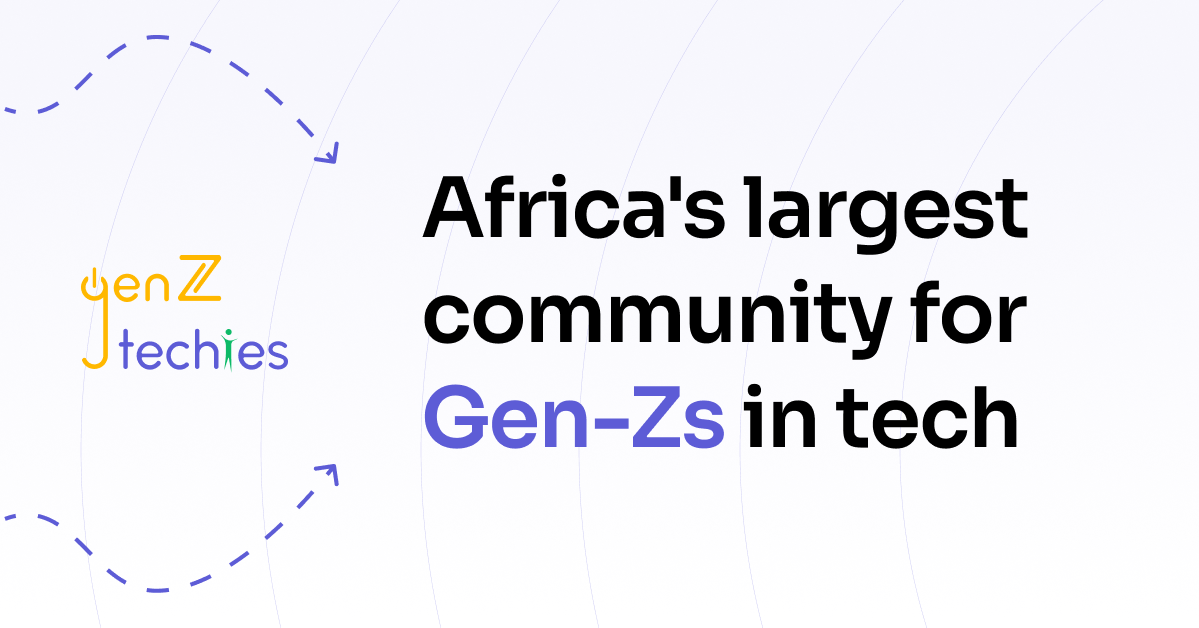 genZ
techies
Africa's largest
community for
Gen-Zs in tech